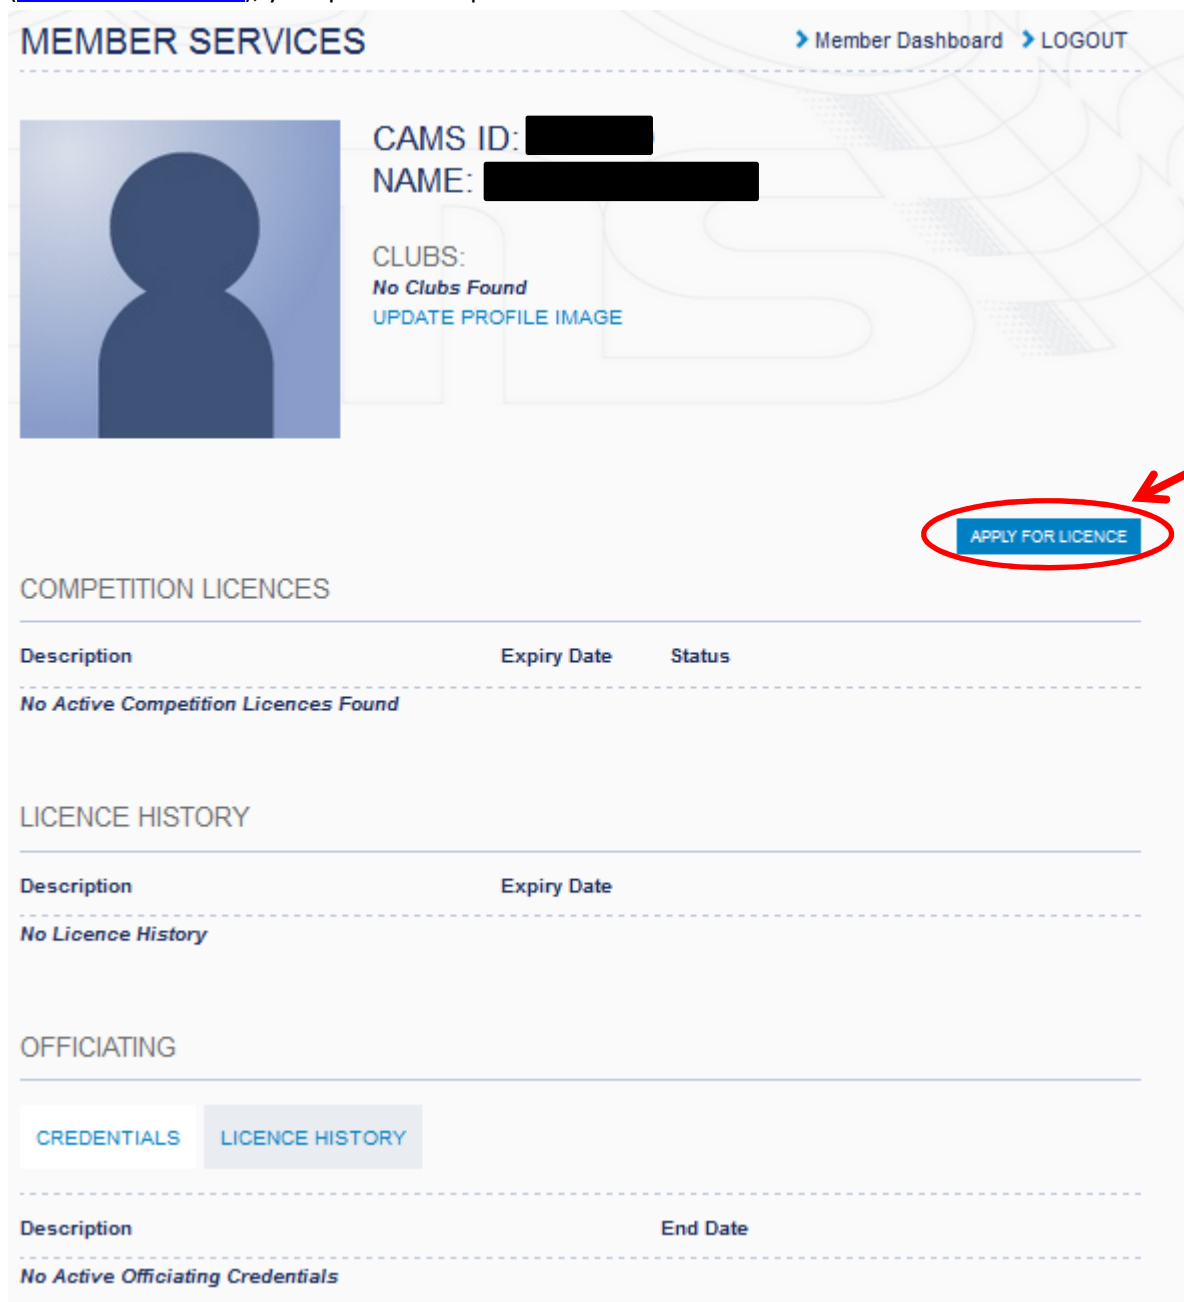 MEMBER SERVICES
Member Dashboard LOGOUT
CAMS ID:
NAME:
CLUBS:
No Clubs Found
UPDATE PROFILE IMAGE
APPLY FOR LICENCE
COMPETITION LICENCES
Description Expiry Date Status
No Active Competition Licences Found
LICENCE HISTORY
Description Expiry Date
No Licence History
OFFICIATING
CREDENTIALS LICENCE HISTORY
Description End Date
No Active Officiating Credentials